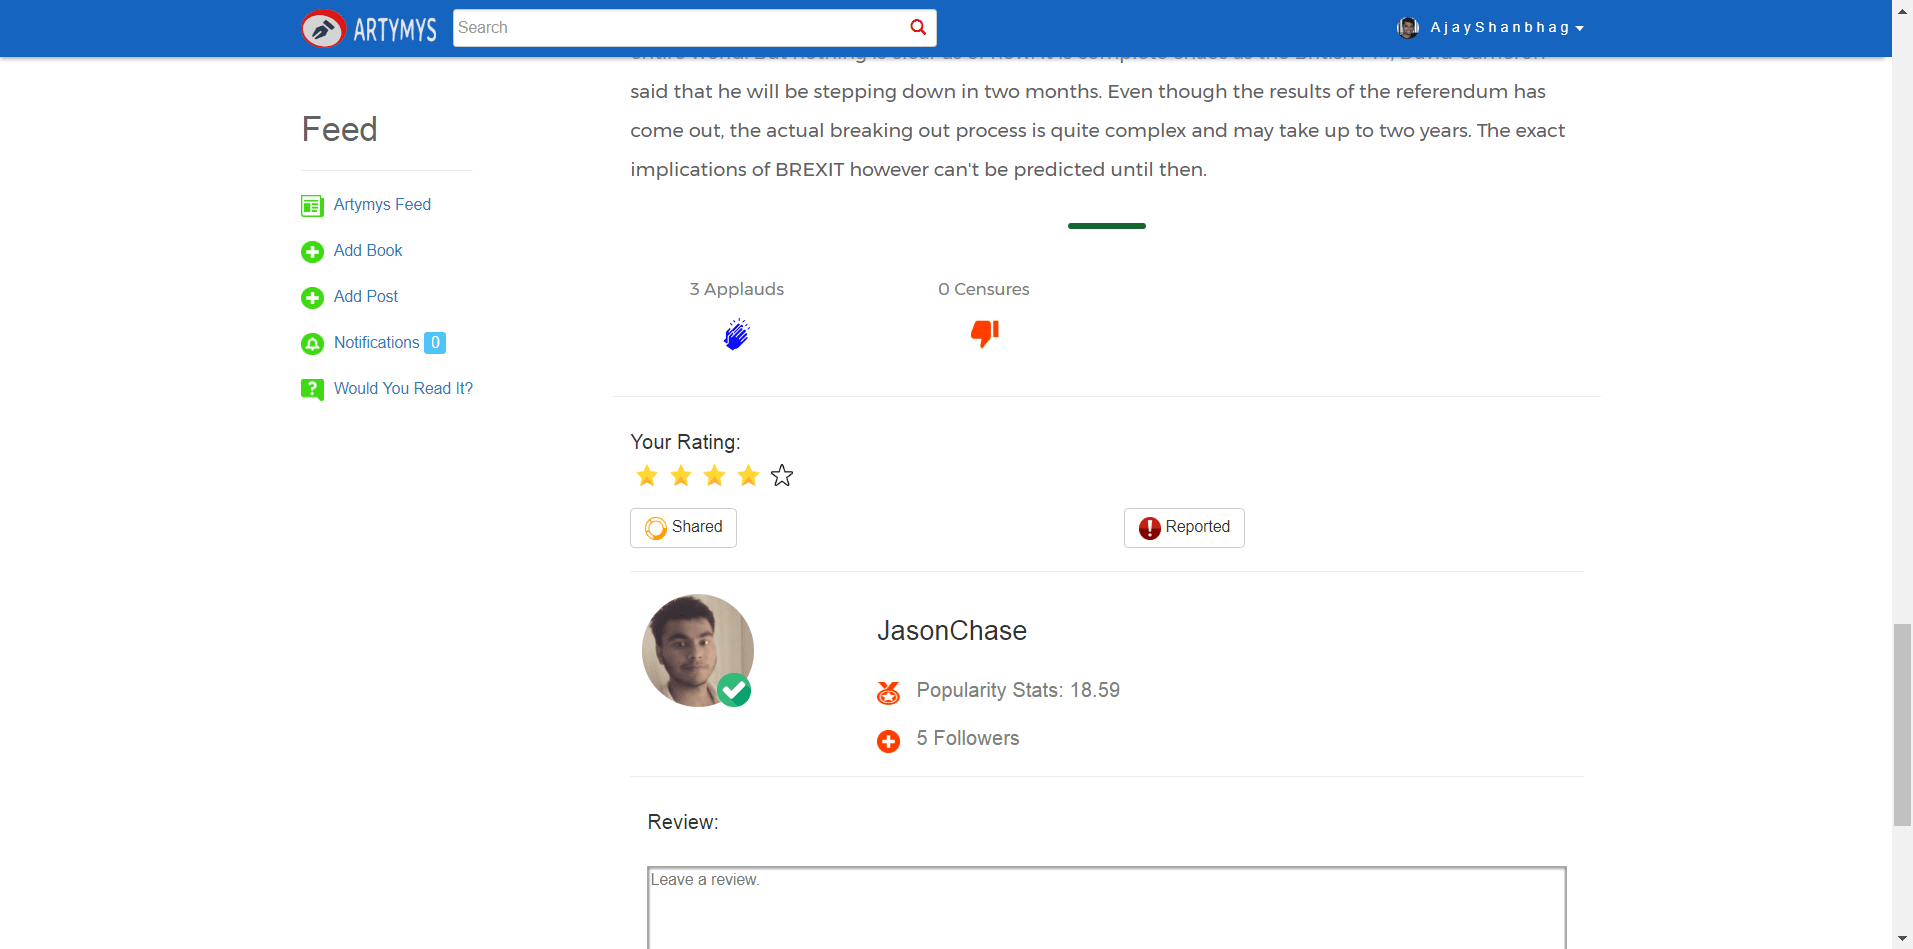 ARTYMYS
Search
AjayShanbhag
Feed
Artymys Feed
Add Book
Add Post
Notifications 0
Would You Read It?
said that he will be stepping down in two months. Even though the results of the referendum has
come out, the actual breaking out process is quite complex and may take up to two years. The exact
implications of BREXIT however can't be predicted until then.
3 Applauds
0 Censures
Your Rating:
Shared
Reported
JasonChase
Popularity Stats: 18.59
5 Followers
Review:
Leave a review.